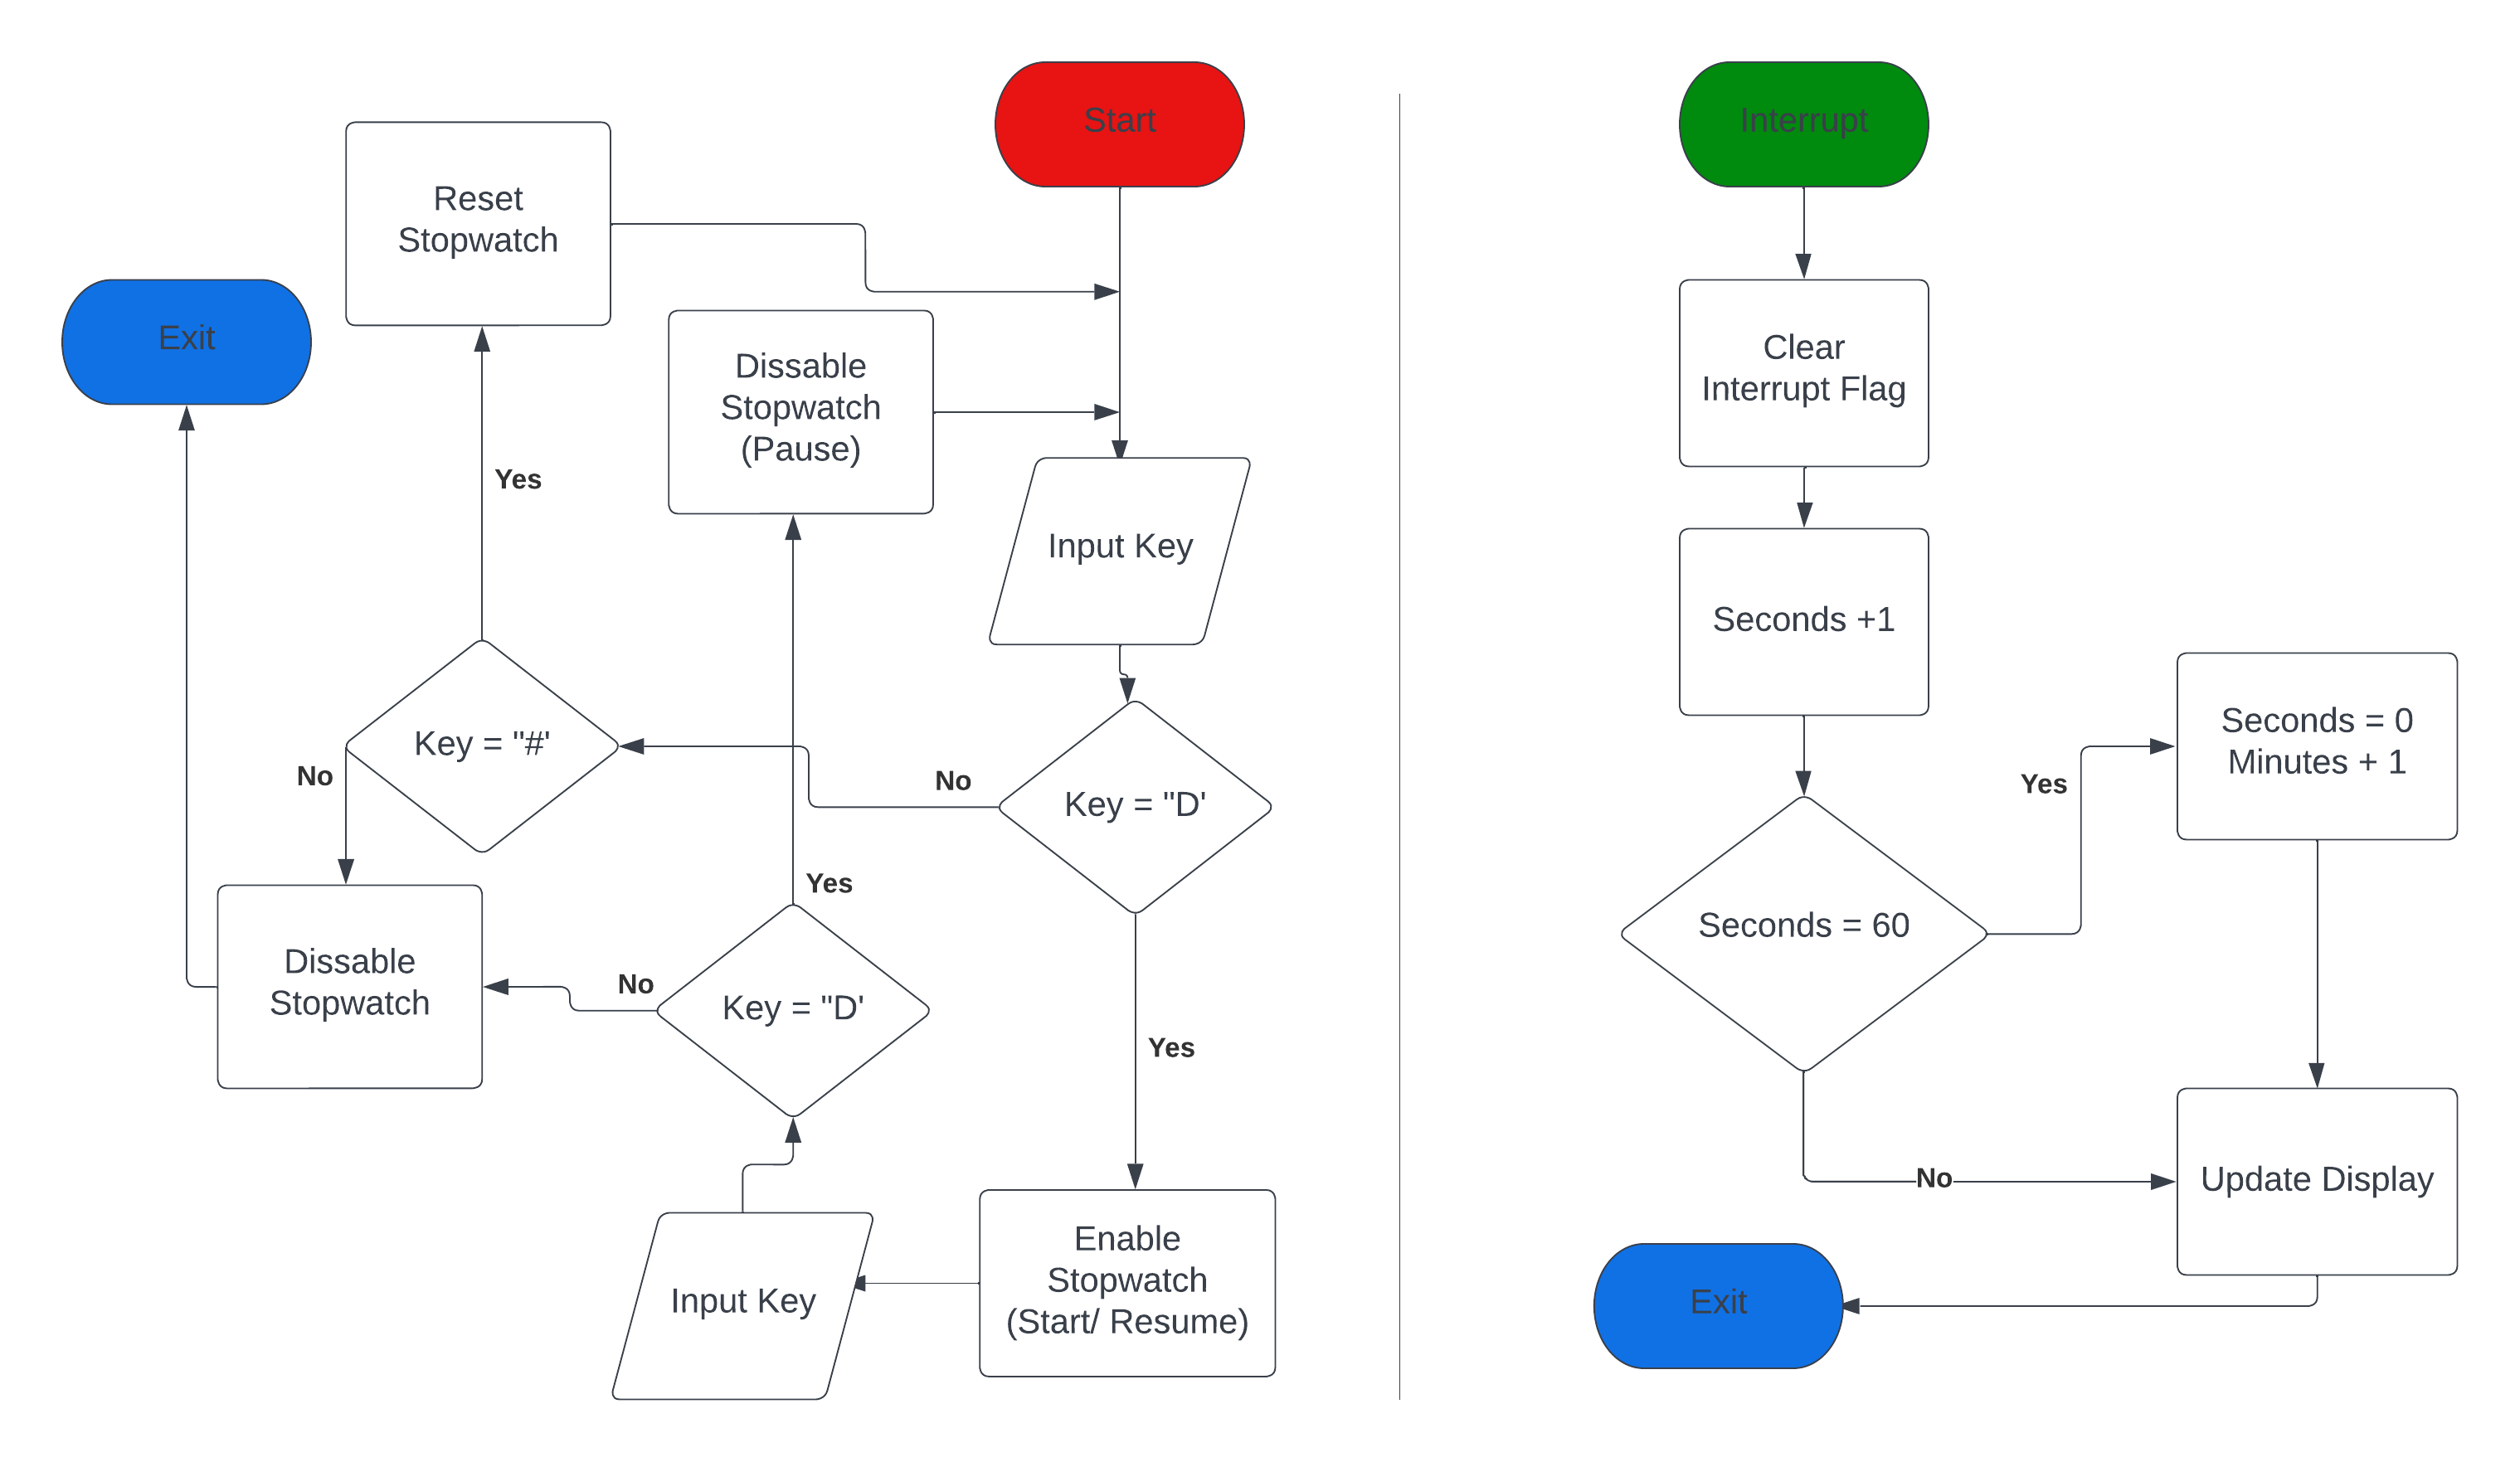 Start
Interrupt
Reset
Stopwatch
Exit
Dissable
Stopwatch
(Pause)
Clear
Interrupt Flag
Yes
Input Key
Seconds +1
Key = "#'
No
No
Key = "D'
Yes
Seconds = 0
Minutes + 1
Yes
Seconds = 60
Dissable
Stopwatch
No
Key = "D'
Yes
No
Update Display
Input Key
Enable
Stopwatch
(Start/ Resume)
Exit